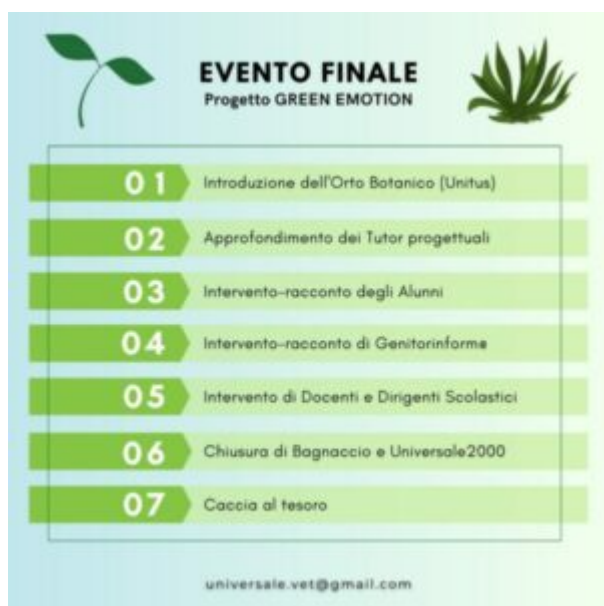 EVENTO FINALE
Progetto GREEN EMOTION
01 Introduzione dell'Orto Botanico (Unitus)
02 Approfondimento dei Tutor progettuali
03 Intervento-racconto degli Alunni
04 Intervento-racconto di Genitorinforma
05 Intervento di Docenti e Dirigenti Scolastici
06 Chiusura di Bagnaccio e Universale2000
07 Caccia al tesoro
universale.vet@gmail.com